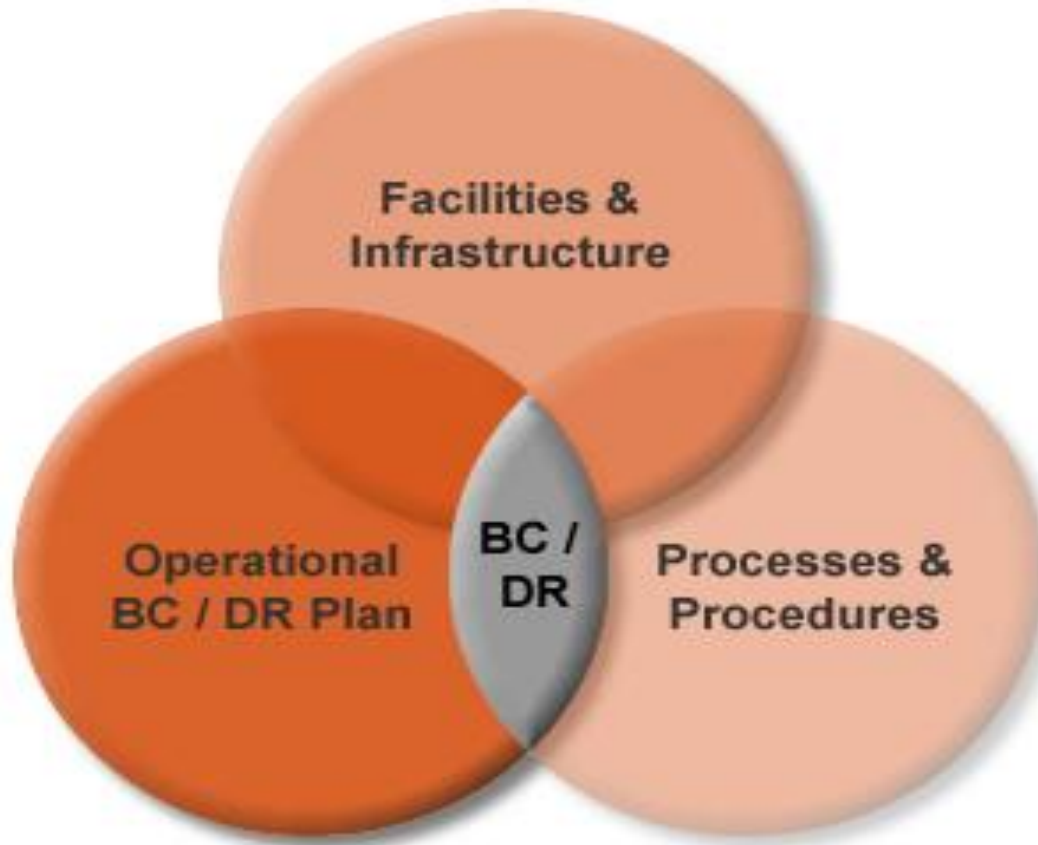 Facilities &
Infrastructure
Operational
BC / DR Plan
BC /
DR
Processes &
Procedures